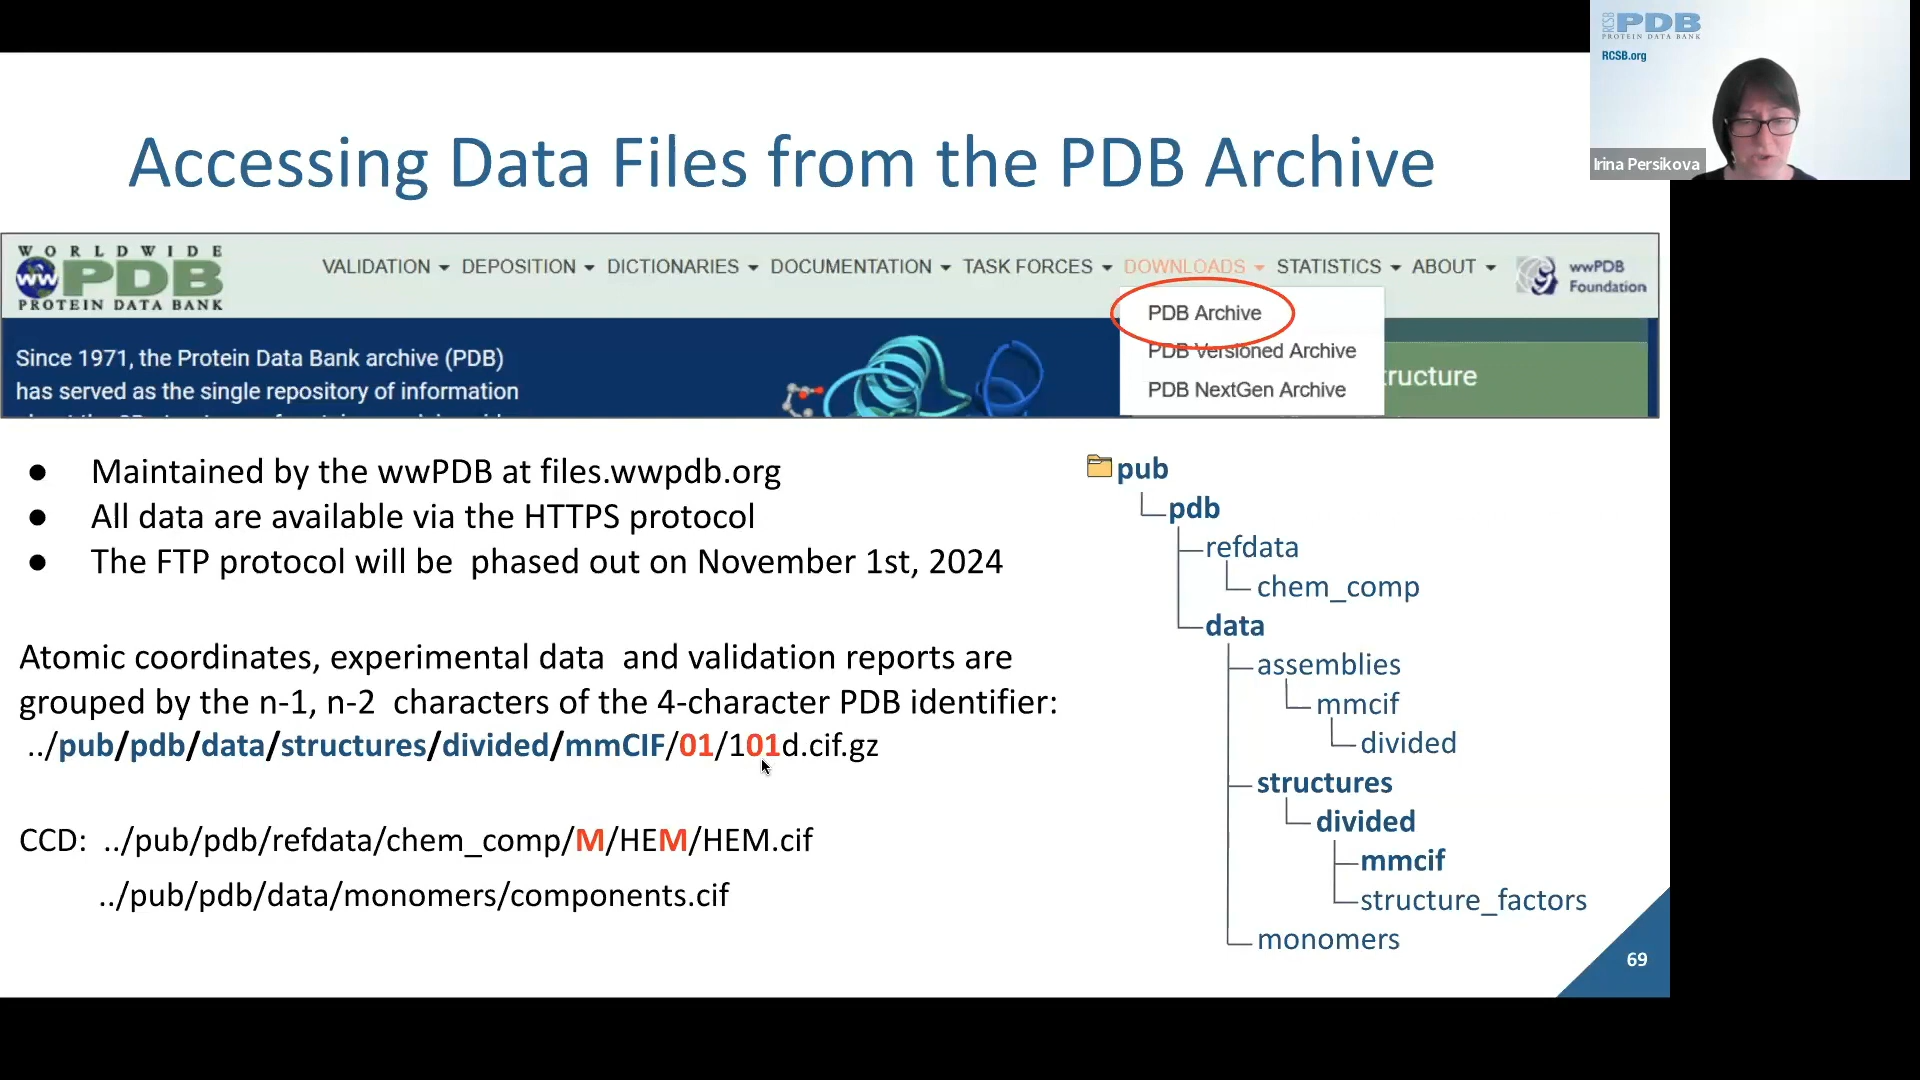 RCSB PDB
PROTEIN DATA BANK
RCSB.org
Irina Persikova
Accessing Data Files from the PDB Archive
WORLDWIDE
ww PDB
PROTEIN DATA BANK
VALIDATION DEPOSITION DICTIONARIES DOCUMENTATION TASK FORCES DOWNLOADS STATISTICS ABOUT
wwPDB
Foundation
PDB Archive
PDB Versioned Archive
PDB NextGen Archive
Since 1971, the Protein Data Bank archive (PDB)
has served as the single repository of information
tructure
● Maintained by the wwPDB at files.wwpdb.org
● All data are available via the HTTPS protocol
● The FTP protocol will be  phased out on November 1st, 2024
Atomic coordinates, experimental data  and validation reports are
grouped by the n-1, n-2  characters of the 4-character PDB identifier:
../pub/pdb/data/structures/divided/mmCIF/01/101d.cif.gz
CCD:  ../pub/pdb/refdata/chem_comp/M/HEM/HEM.cif
../pub/pdb/data/monomers/components.cif
pub
pdb
refdata
chem_comp
data
assemblies
mmcif
divided
structures
divided
mmcif
structure_factors
monomers
69